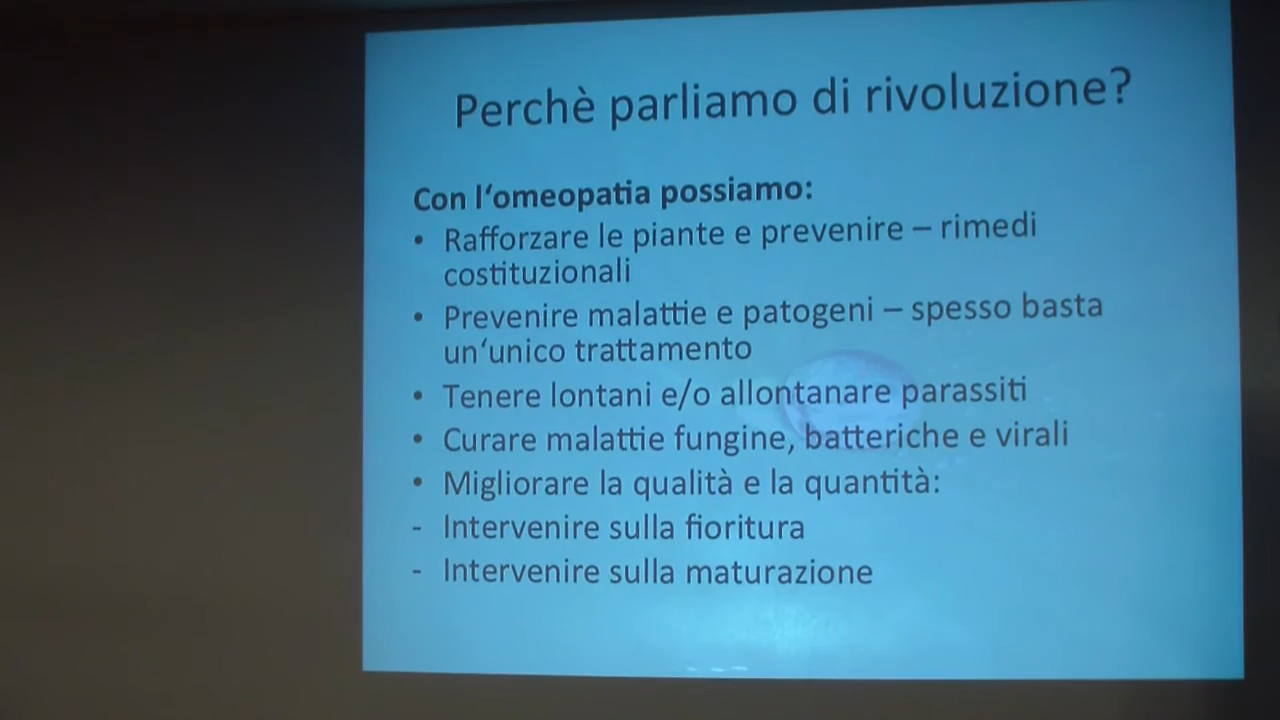 Perchè parliamo di rivoluzione?
Con l‘omeopatia possiamo:
• Rafforzare le piante e prevenire – rimedi
costituzionali
• Prevenire malattie e patogeni – spesso basta
un‘unico trattamento
• Tenere lontani e/o allontanare parassiti
• Curare malattie fungine, batteriche e virali
• Migliorare la qualità e la quantità:
- Intervenire sulla fioritura
- Intervenire sulla maturazione